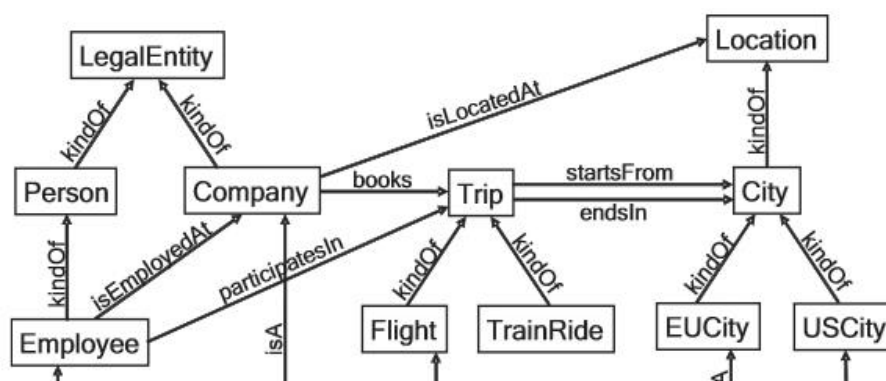 LegalEntity
Location
kindOf
kindOf
isLocatedAt
kindOf
Person
Company
books
Trip
startsFrom
endsIn
City
kindOf
isEmployedAt
participatesIn
kindOf
kindOf
kindOf
kindOf
Employee
isA
Flight
TrainRide
EUCity
USCity